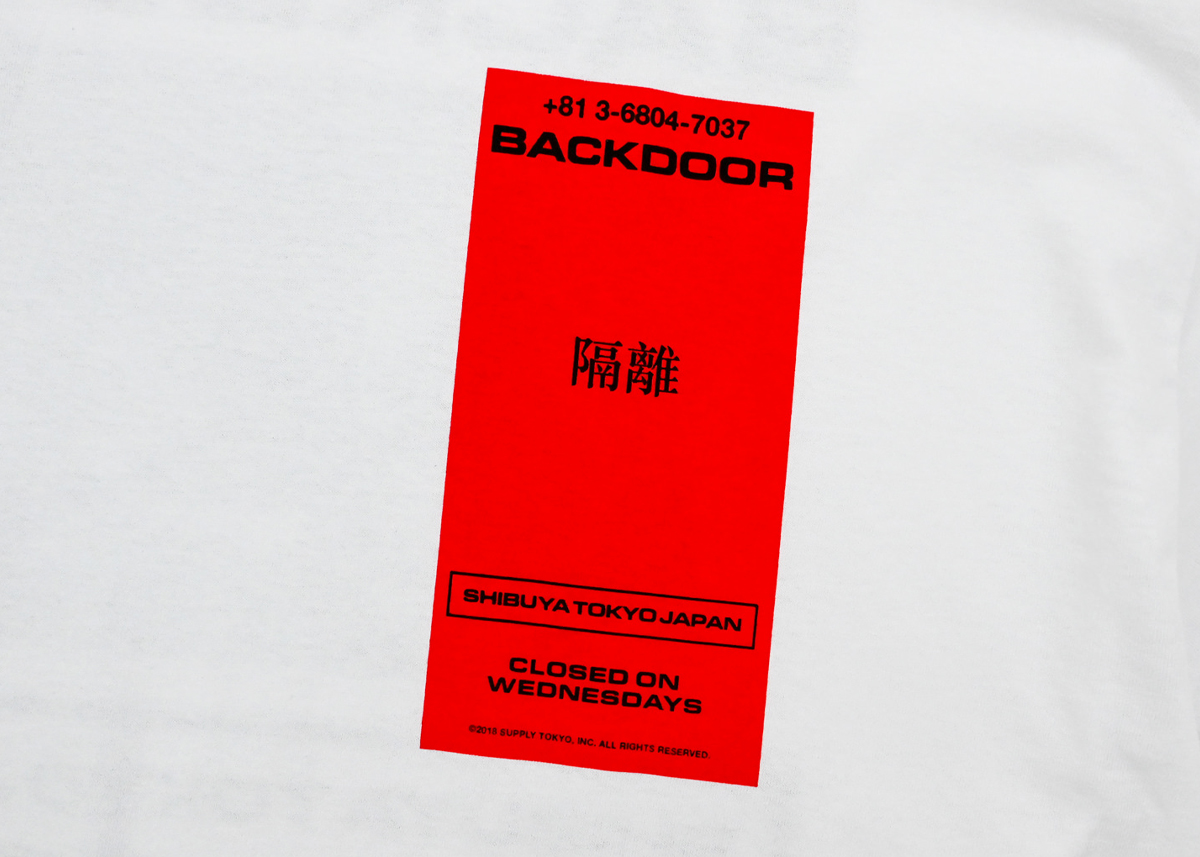 +81 3-6804-7037
BACKDOOR
隔離
SHIBUYA TOKYO JAPAN
CLOSED ON
WEDNESDAYS
©2018 SUPPLY TOKYO, INC. ALL RIGHTS RESERVED.